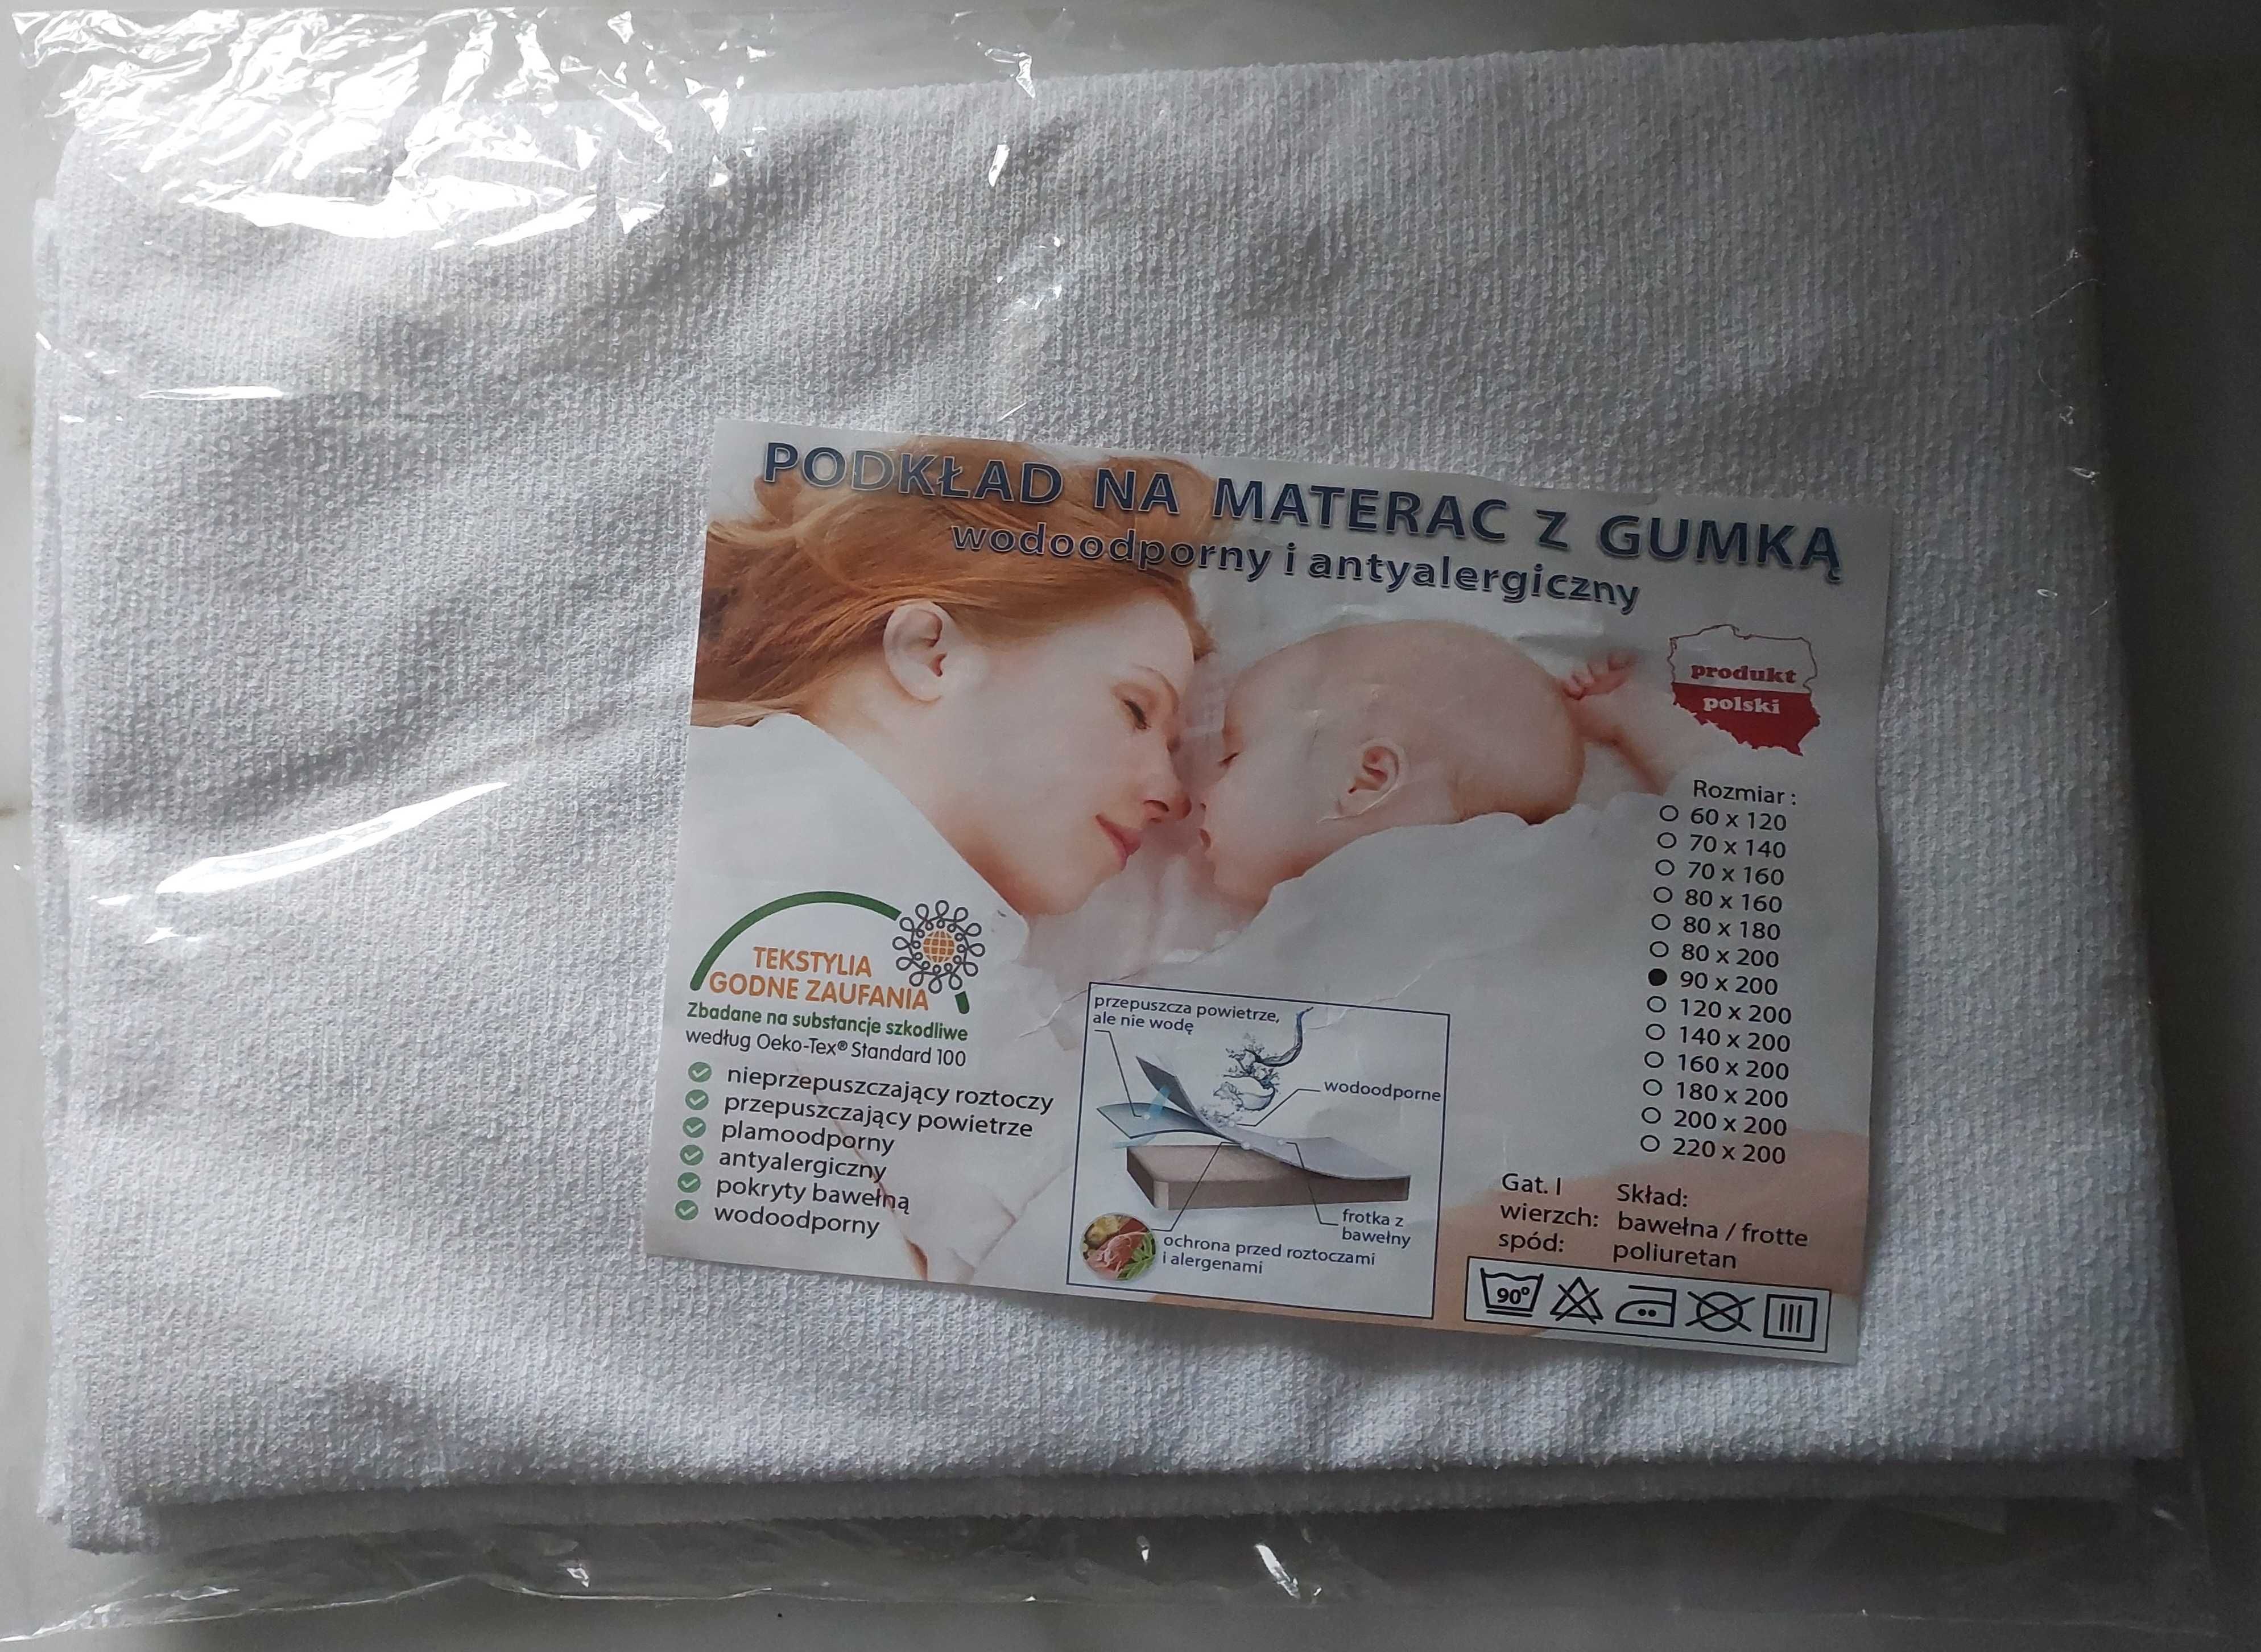 PODKŁAD NA MATERAC Z GUMKĄ
wodoodporny i antyalergiczny
produkt
polski
Rozmiar :
60 x 120
70 x 140
70 x 160
80 x 160
80 x 180
80 x 200
90 x 200
120 x 200
140 x 200
160 x 200
180 x 200
200 x 200
220 x 200
TEKSTYLIA
GODNE ZAUFANIA
Zbadane na substancje szkodliwe
według Oeko-Tex® Standard 100
nieprzepuszczający roztoczy
przepuszczający powietrze
plamoodporny
antyalergiczny
pokryty bawełną
wodoodporny
przepuszcza powietrze,
ale nie wodę
wodoodporne
frotka z
bawełny
ochrona przed roztoczami
i alergenami
Gat. I Skład:
wierzch: bawełna / frotte
spód: poliuretan
90°